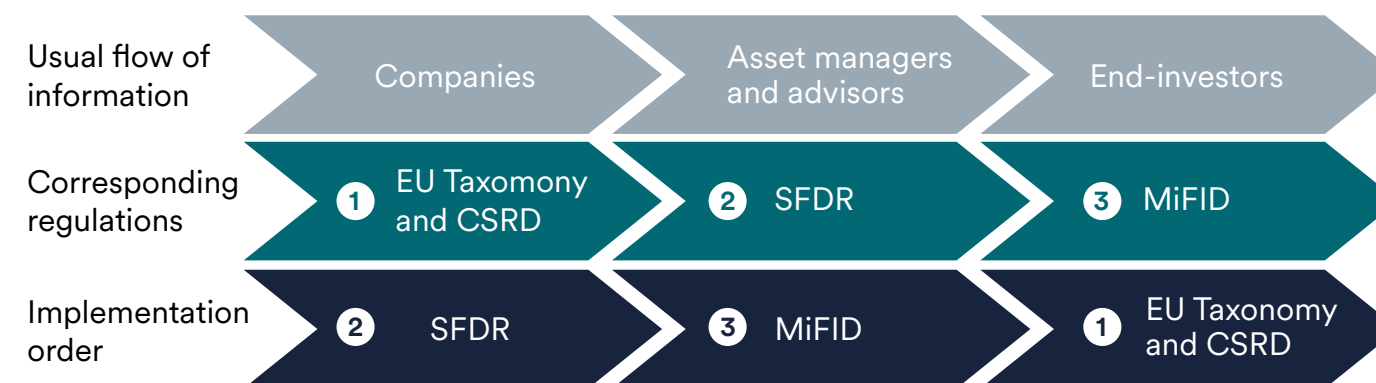 Usual flow of
information
Companies
Asset managers
and advisors
End-investors
Corresponding
regulations
1 EU Taxomony
and CSRD
2 SFDR
3 MiFID
Implementation
order
2 SFDR
3 MiFID
1 EU Taxonomy
and CSRD